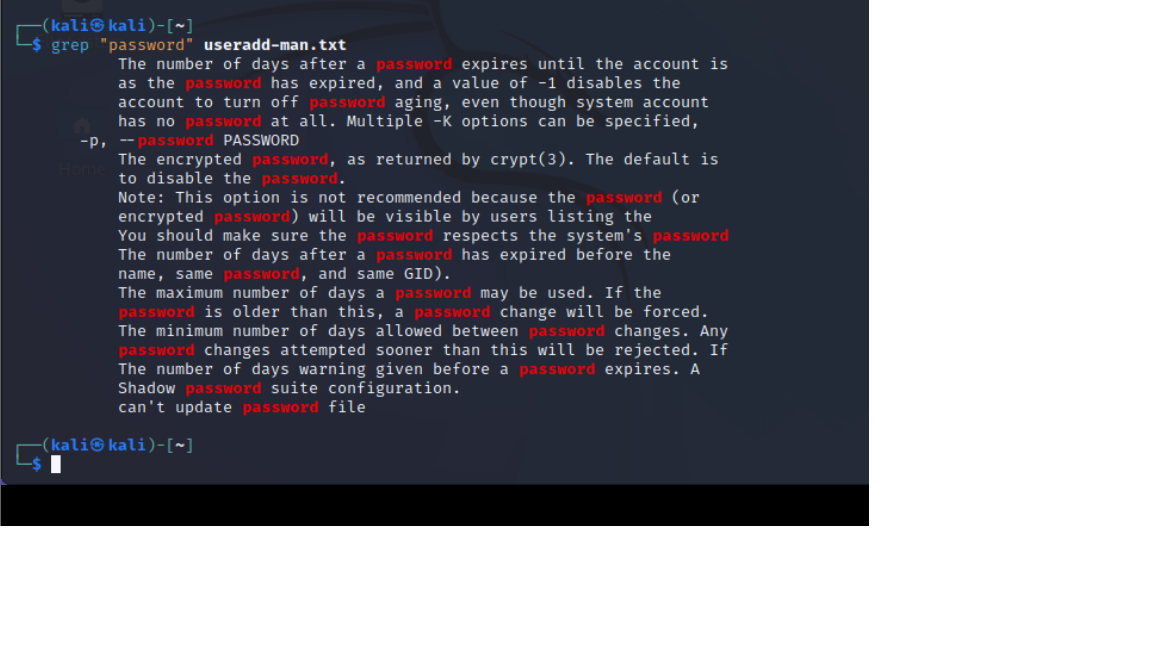 ┌──(kali㉿kali)-[~]
└─$ grep "password" useradd-man.txt
The number of days after a password expires until the account is
as the password has expired, and a value of -1 disables the
account to turn off password aging, even though system account
has no password at all. Multiple -K options can be specified,
-p, --password PASSWORD
The encrypted password, as returned by crypt(3). The default is
to disable the password.
Note: This option is not recommended because the password (or
encrypted password) will be visible by users listing the
You should make sure the password respects the system's password
The number of days after a password has expired before the
name, same password, and same GID).
The maximum number of days a password may be used. If the
password is older than this, a password change will be forced.
The minimum number of days allowed between password changes. Any
password changes attempted sooner than this will be rejected. If
The number of days warning given before a password expires. A
Shadow password suite configuration.
can't update password file
┌──(kali㉿kali)-[~]
└─$
Home